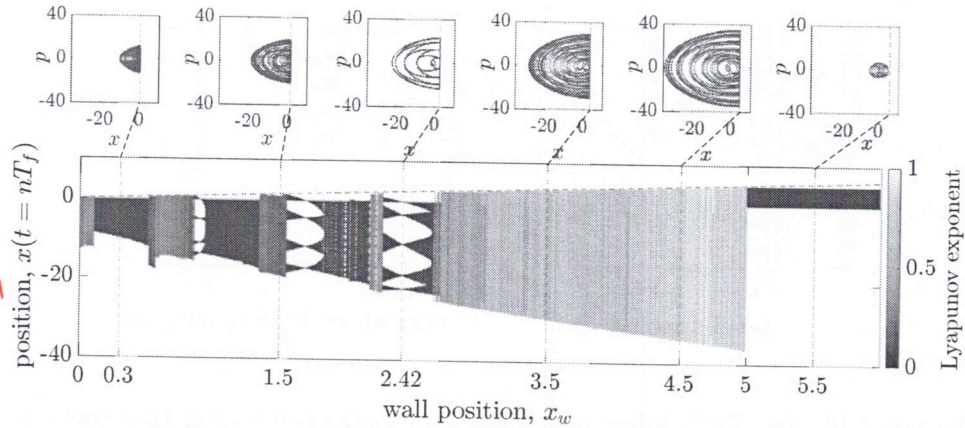 40 40 40 40 40 40
p 0 p 0 p 0 p 0 p 0 p 0
-40 -40 -40 -40 -40 -40
-20 0 -20 0 -20 0 -20 0 -20 0 -20 0
x x x x x x
position, x(t = nT_f)
0
-20
-40
0 0.3 1.5 2.42 3.5 4.5 5 5.5
wall position, x_w
1
0.5
0
Lyapunov exponent